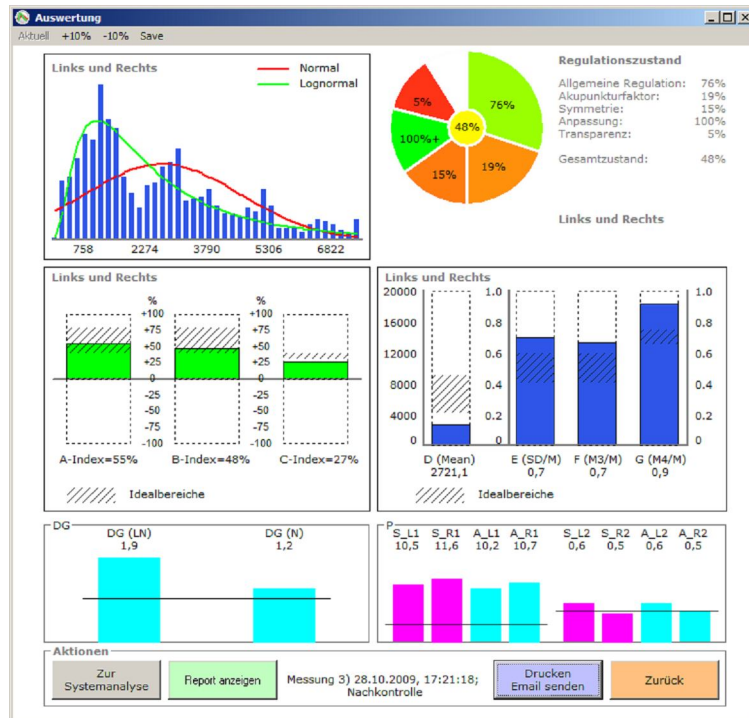 Auswertung
Aktuell +10% -10% Save
Links und Rechts
Normal
Lognormal
758 2274 3790 5306 6822
5%
76%
48%
100%+
15%
19%
Regulationszustand
Allgemeine Regulation: 76%
Akupunkturfaktor: 19%
Symmetrie: 15%
Anpassung: 100%
Transparenz: 5%
Gesamtzustand: 48%
Links und Rechts
Links und Rechts
% %
+100 +100
+75 +75
+50 +50
+25 +25
0 0
-25 -25
-50 -50
-75 -75
-100 -100
A-Index=55% B-Index=48% C-Index=27%
Idealbereiche
Links und Rechts
20000 1.0 1.0
16000 0.8 0.8
12000 0.6 0.6
8000 0.4 0.4
4000 0.2 0.2
0 0 0
D (Mean) E (SD/M) F (M3/M) G (M4/M)
2721,1 0,7 0,7 0,9
Idealbereiche
DG
DG (LN) DG (N)
1,9 1,2
P
S_L1 S_R1 A_L1 A_R1 S_L2 S_R2 A_L2 A_R2
10,5 11,6 10,2 10,7 0,6 0,5 0,6 0,5
Aktionen
Zur
Systemanalyse
Report anzeigen
Messung 3) 28.10.2009, 17:21:18;
Nachkontrolle
Drucken
Email senden
Zurück